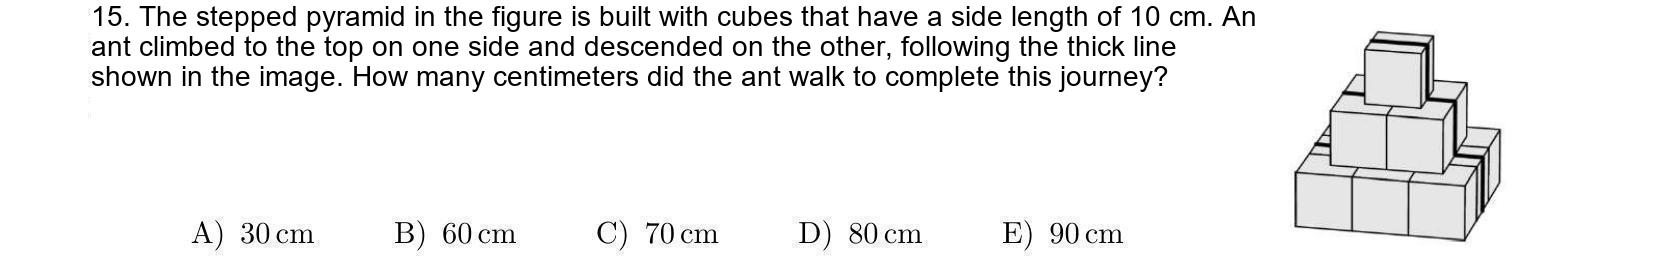 15. The stepped pyramid in the figure is built with cubes that have a side length of 10 cm. An
ant climbed to the top on one side and descended on the other, following the thick line
shown in the image. How many centimeters did the ant walk to complete this journey?
A) 30 cm B) 60 cm C) 70 cm D) 80 cm E) 90 cm